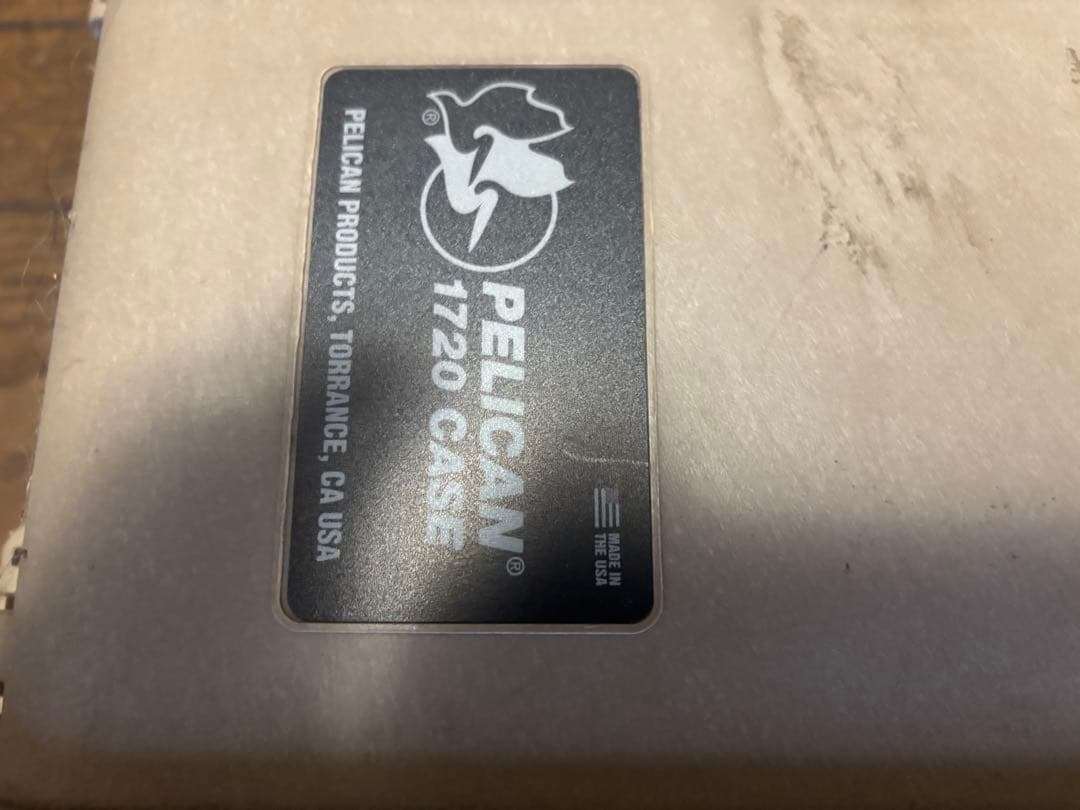 MADE IN
THE USA
PELICAN®
1720 CASE
®
PELICAN PRODUCTS, TORRANCE, CA USA